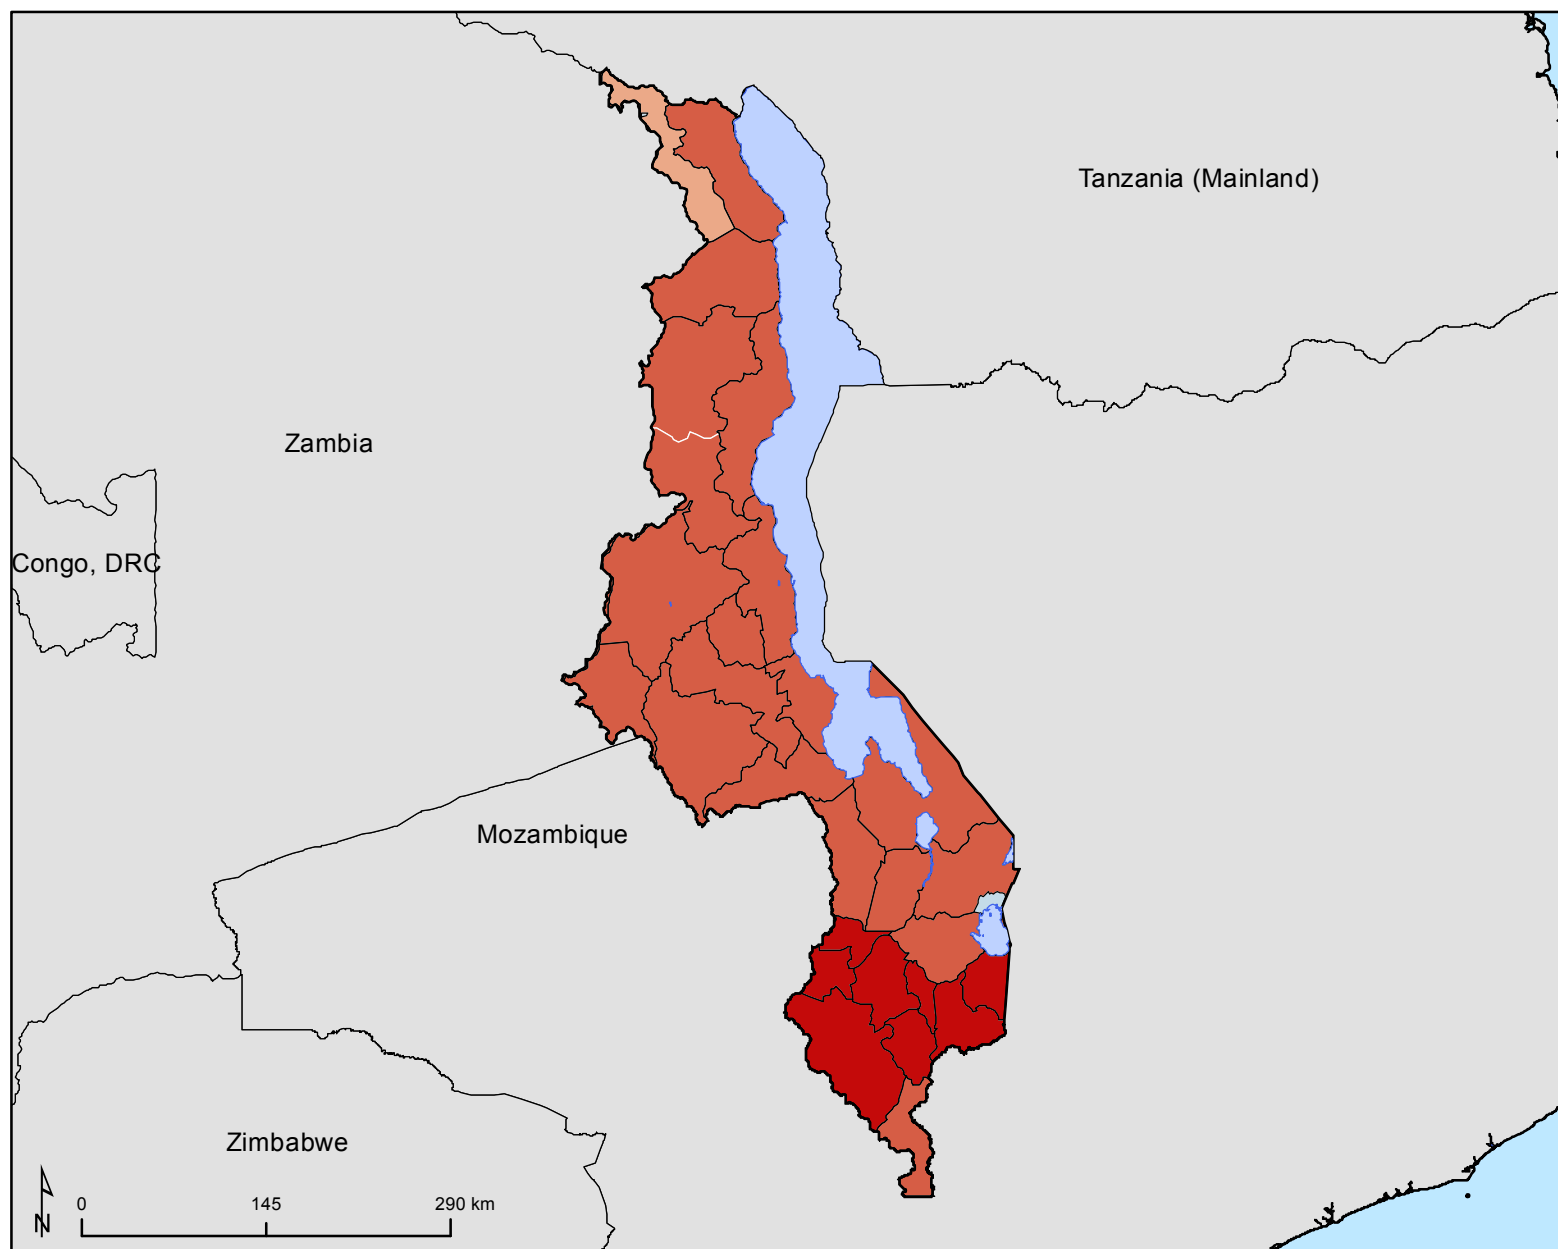 Tanzania (Mainland)
Zambia
Congo, DRC
Mozambique
Zimbabwe
N
0 145 290 km